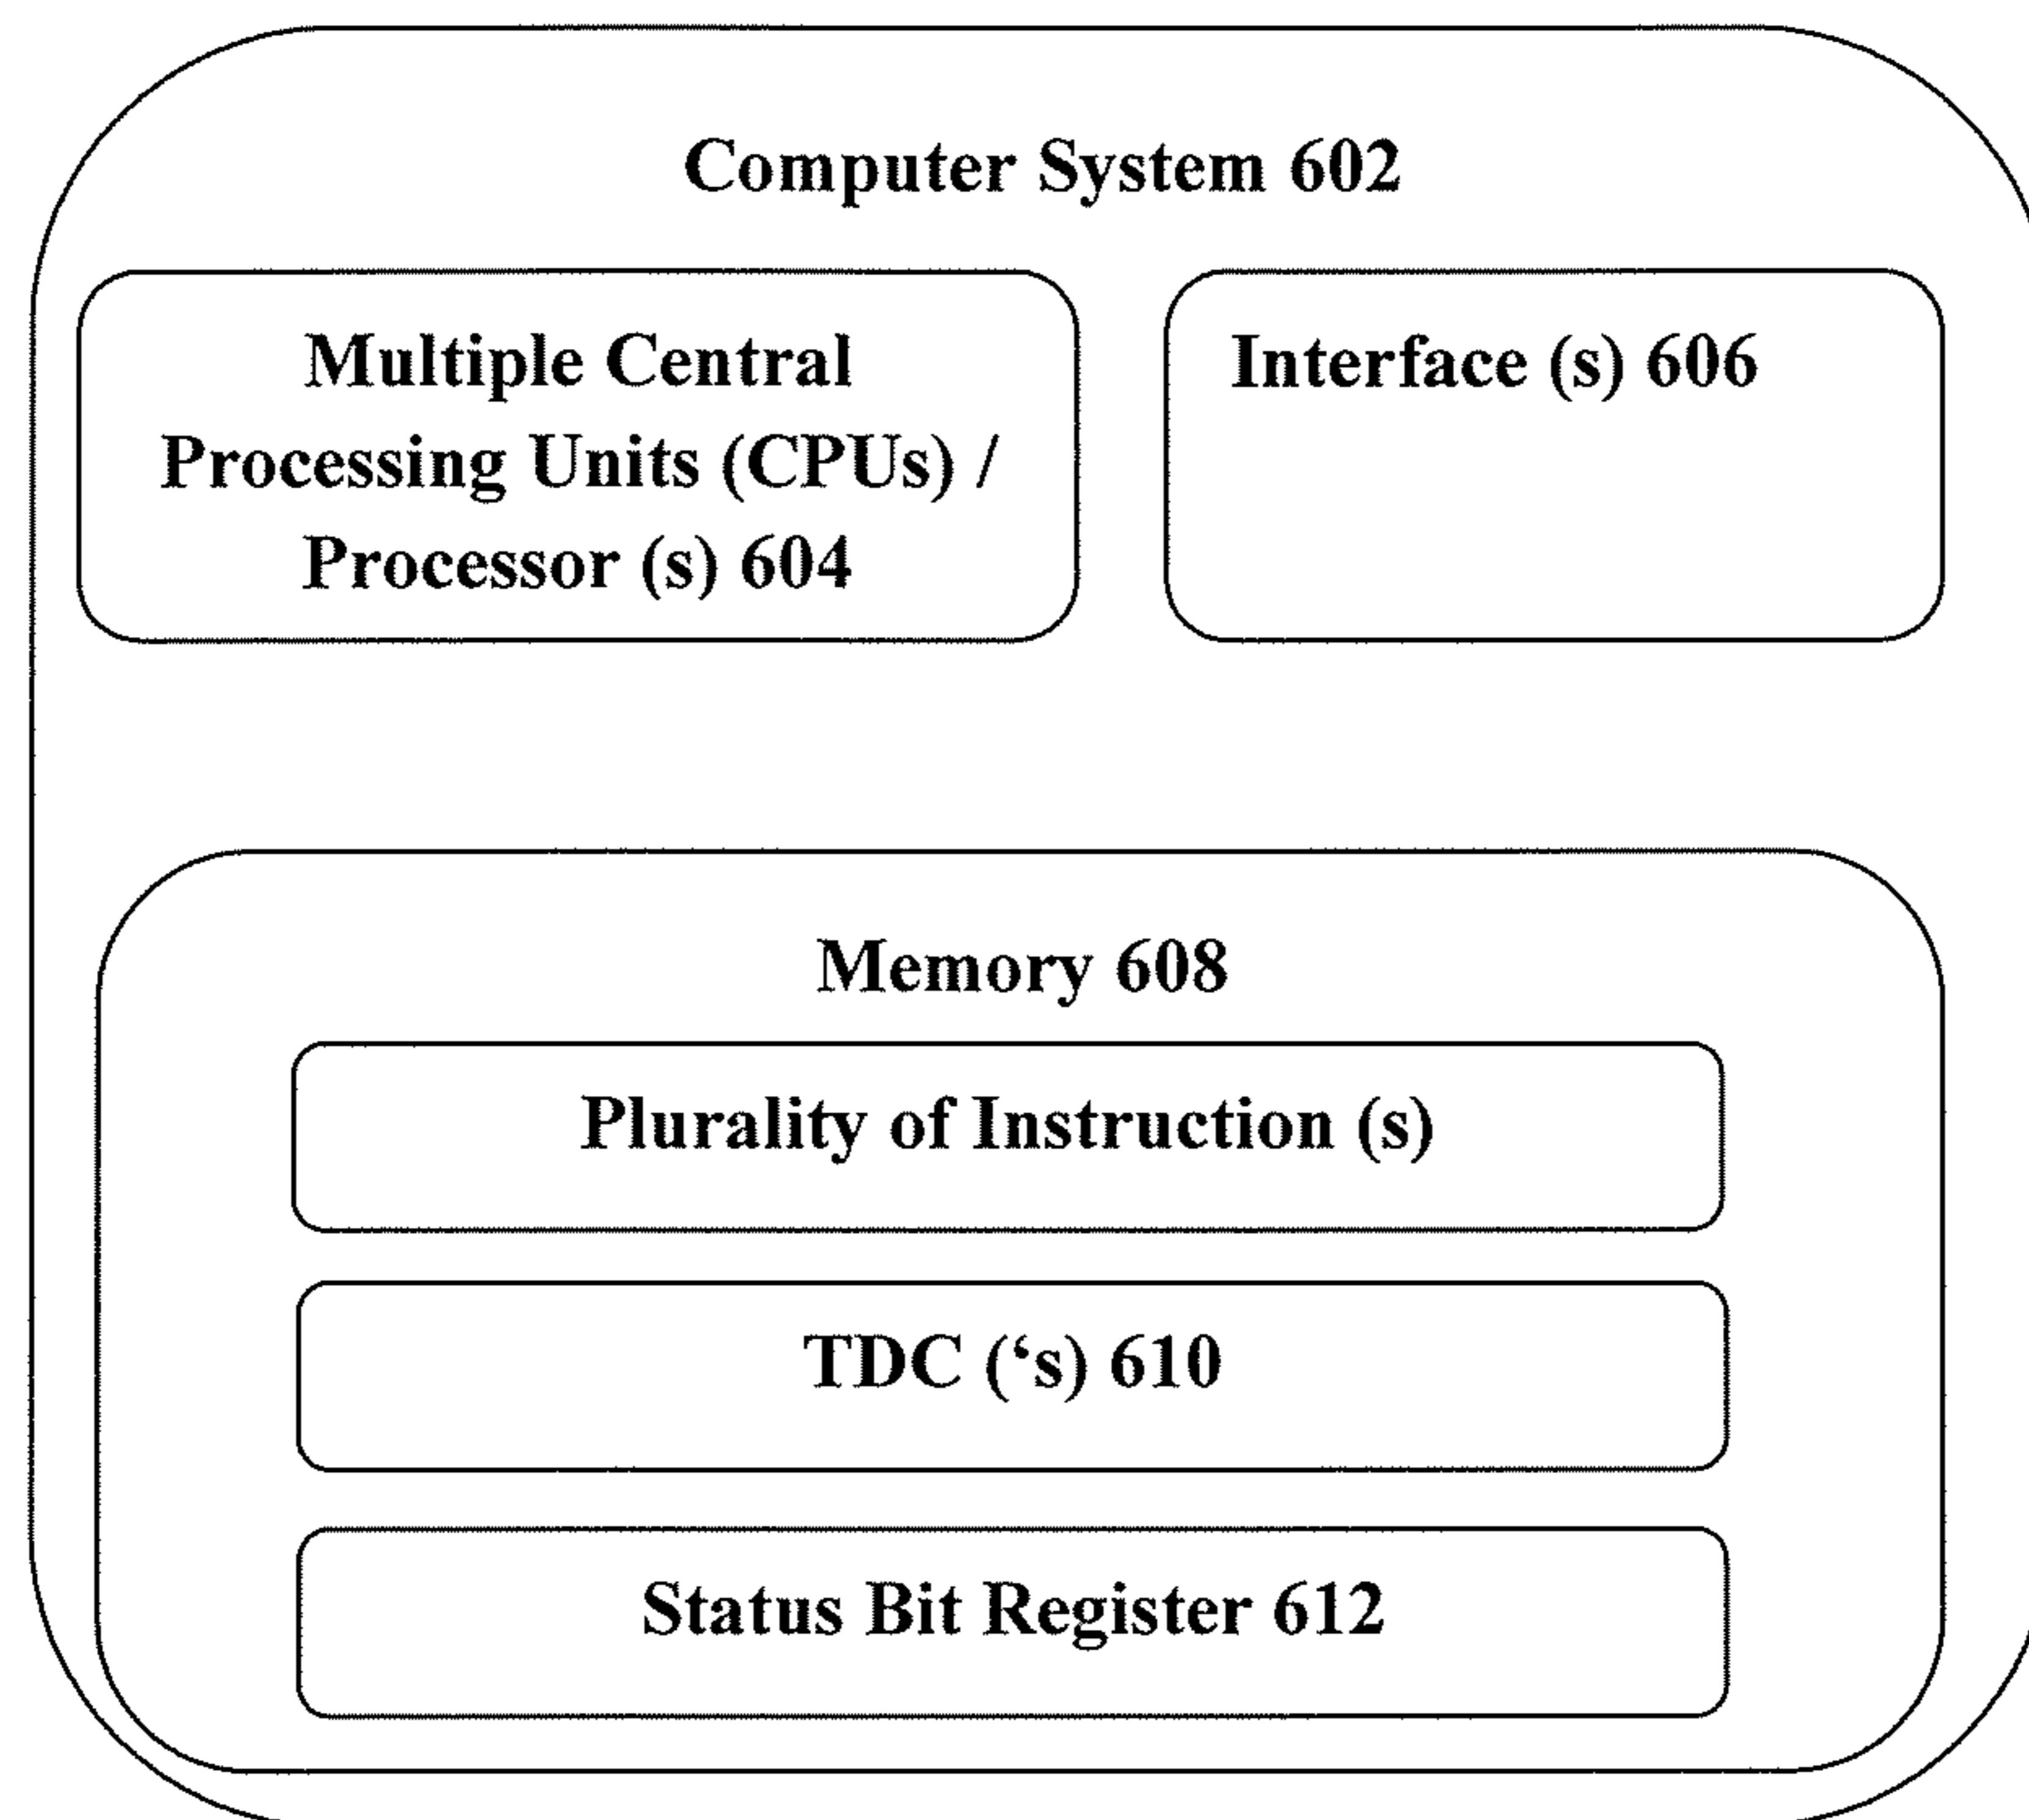 Computer System 602
Multiple Central
Processing Units (CPUs) /
Processor (s) 604
Interface (s) 606
Memory 608
Plurality of Instruction (s)
TDC (‘s) 610
Status Bit Register 612